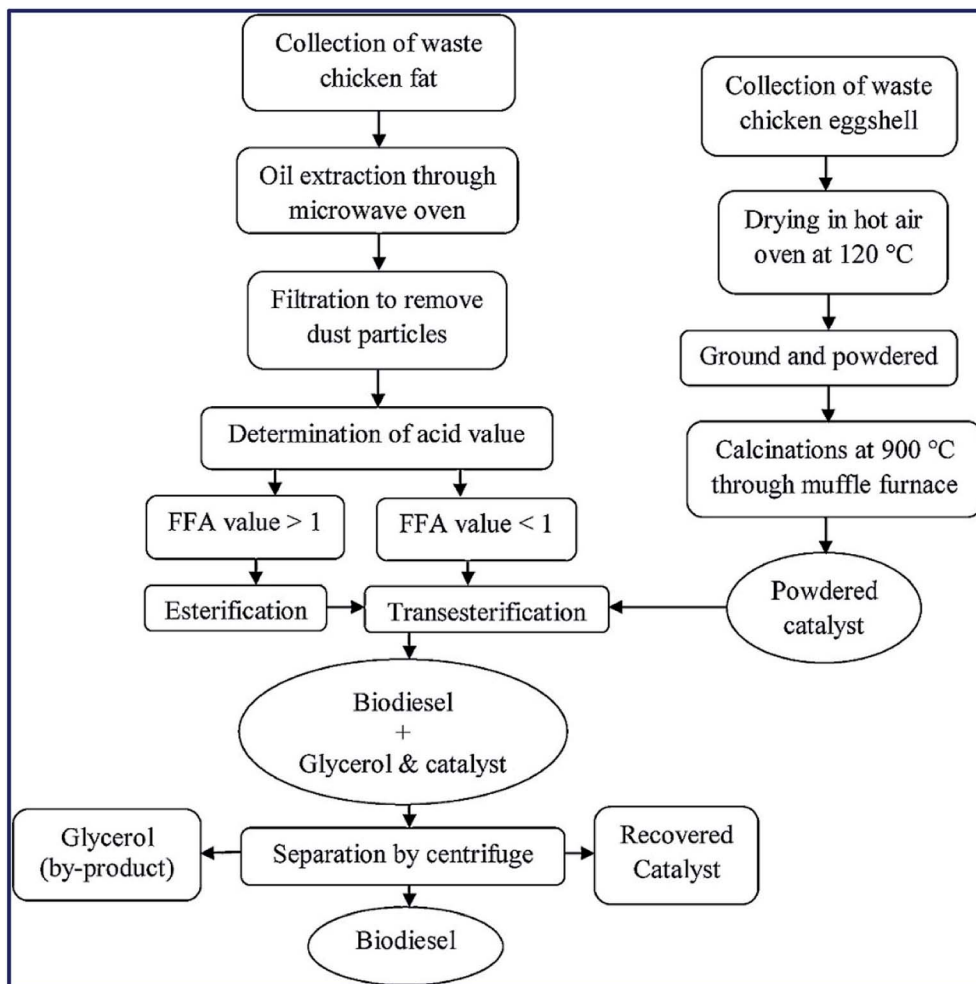 Collection of waste
chicken fat
Oil extraction through
microwave oven
Filtration to remove
dust particles
Determination of acid value
FFA value > 1
FFA value < 1
Esterification
Transesterification
Collection of waste
chicken eggshell
Drying in hot air
oven at 120 °C
Ground and powdered
Calcinations at 900 °C
through muffle furnace
Powdered
catalyst
Biodiesel
+
Glycerol & catalyst
Glycerol
(by-product)
Separation by centrifuge
Recovered
Catalyst
Biodiesel